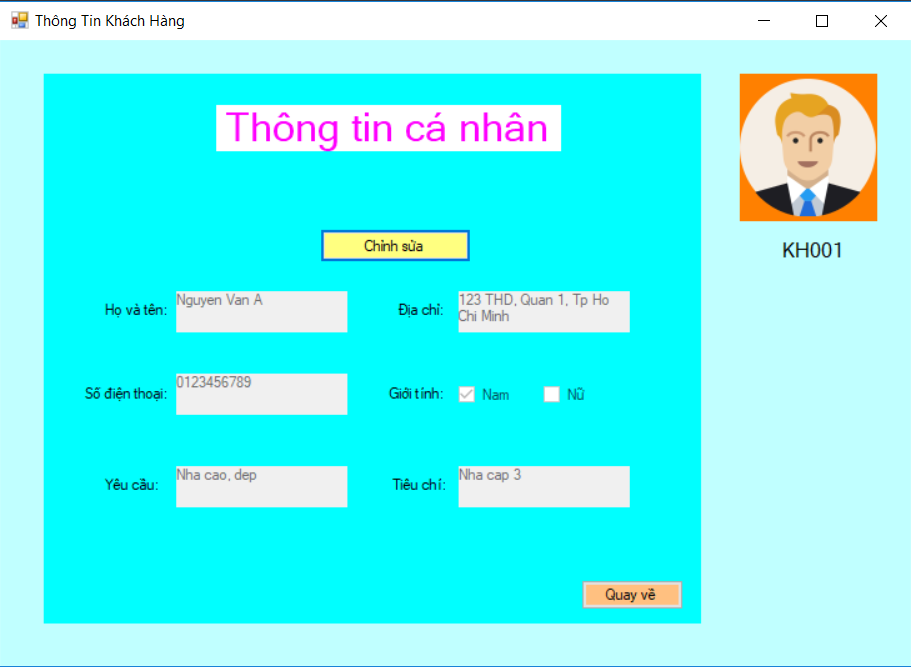 Thông Tin Khách Hàng
Thông tin cá nhân
KH001
Chỉnh sửa
Họ và tên:
Nguyen Van A
Địa chỉ:
123 THD, Quan 1, Tp Ho
Chi Minh
Số điện thoại:
0123456789
Giới tính:
Nam
Nữ
Yêu cầu:
Nha cao, dep
Tiêu chí:
Nha cap 3
Quay về